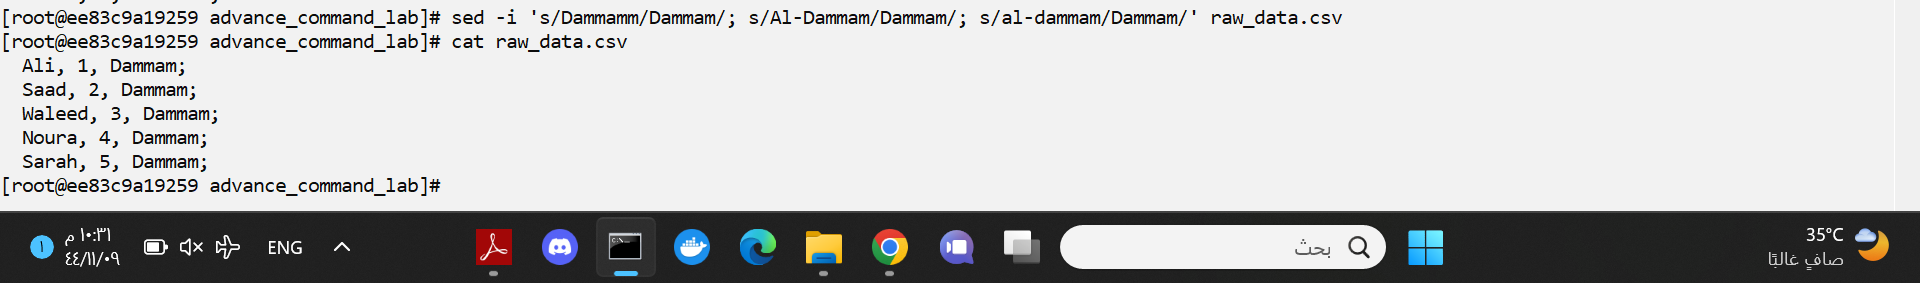 [root@ee83c9a19259 advance_command_lab]# sed -i 's/Dammamm/Dammam/; s/Al-Dammam/Dammam/; s/al-dammam/Dammam/' raw_data.csv
[root@ee83c9a19259 advance_command_lab]# cat raw_data.csv
Ali, 1, Dammam;
Saad, 2, Dammam;
Waleed, 3, Dammam;
Noura, 4, Dammam;
Sarah, 5, Dammam;
[root@ee83c9a19259 advance_command_lab]#
١
١٠:٣١ م
٤٤/١١/٠٩
ENG
بحث
35°C
صافٍ غالبًا